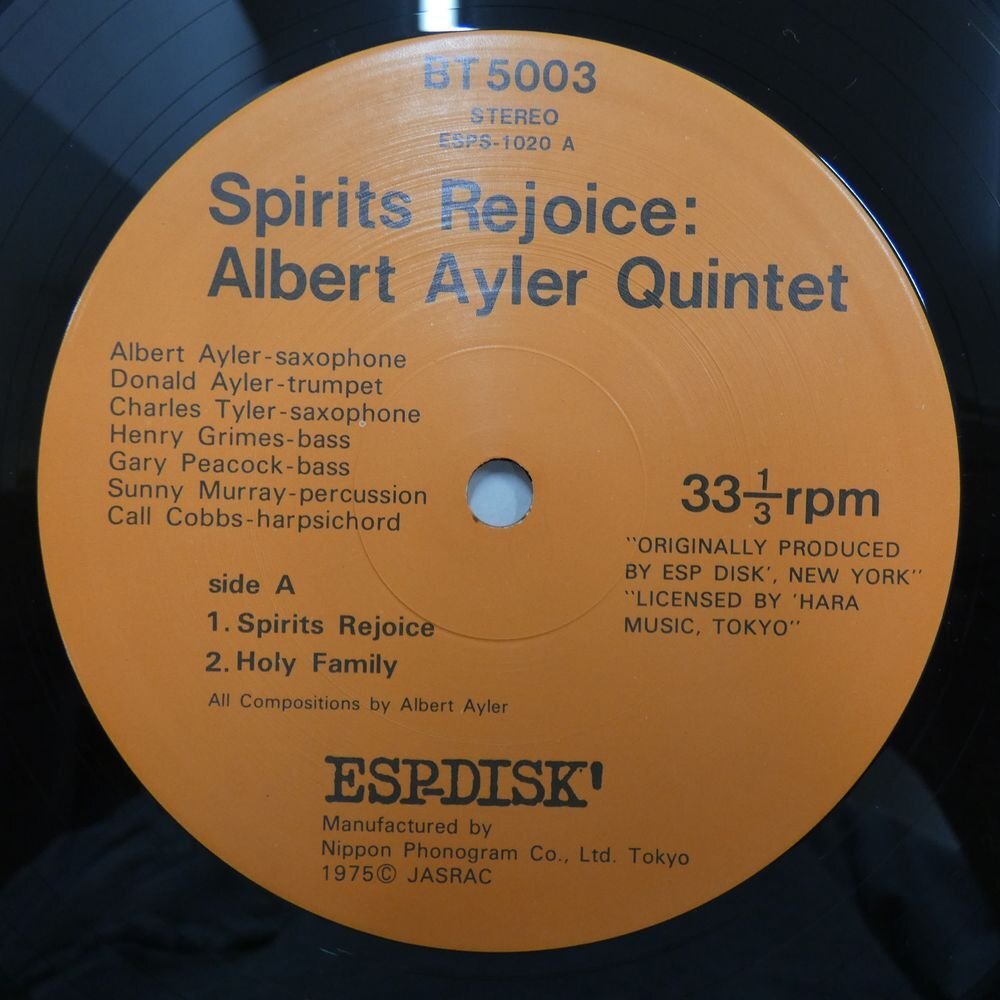 BT5003
STEREO
ESPS-1020 A
Spirits Rejoice:
Albert Ayler Quintet
Albert Ayler-saxophone
Donald Ayler-trumpet
Charles Tyler-saxophone
Henry Grimes-bass
Gary Peacock-bass
Sunny Murray-percussion
Call Cobbs-harpsichord
33 1/3 rpm
"ORIGINALLY PRODUCED
BY ESP DISK', NEW YORK"
"LICENSED BY 'HARA
MUSIC, TOKYO"
side A
1. Spirits Rejoice
2. Holy Family
All Compositions by Albert Ayler
ESP-DISK'
Manufactured by
Nippon Phonogram Co., Ltd. Tokyo
1975© JASRAC